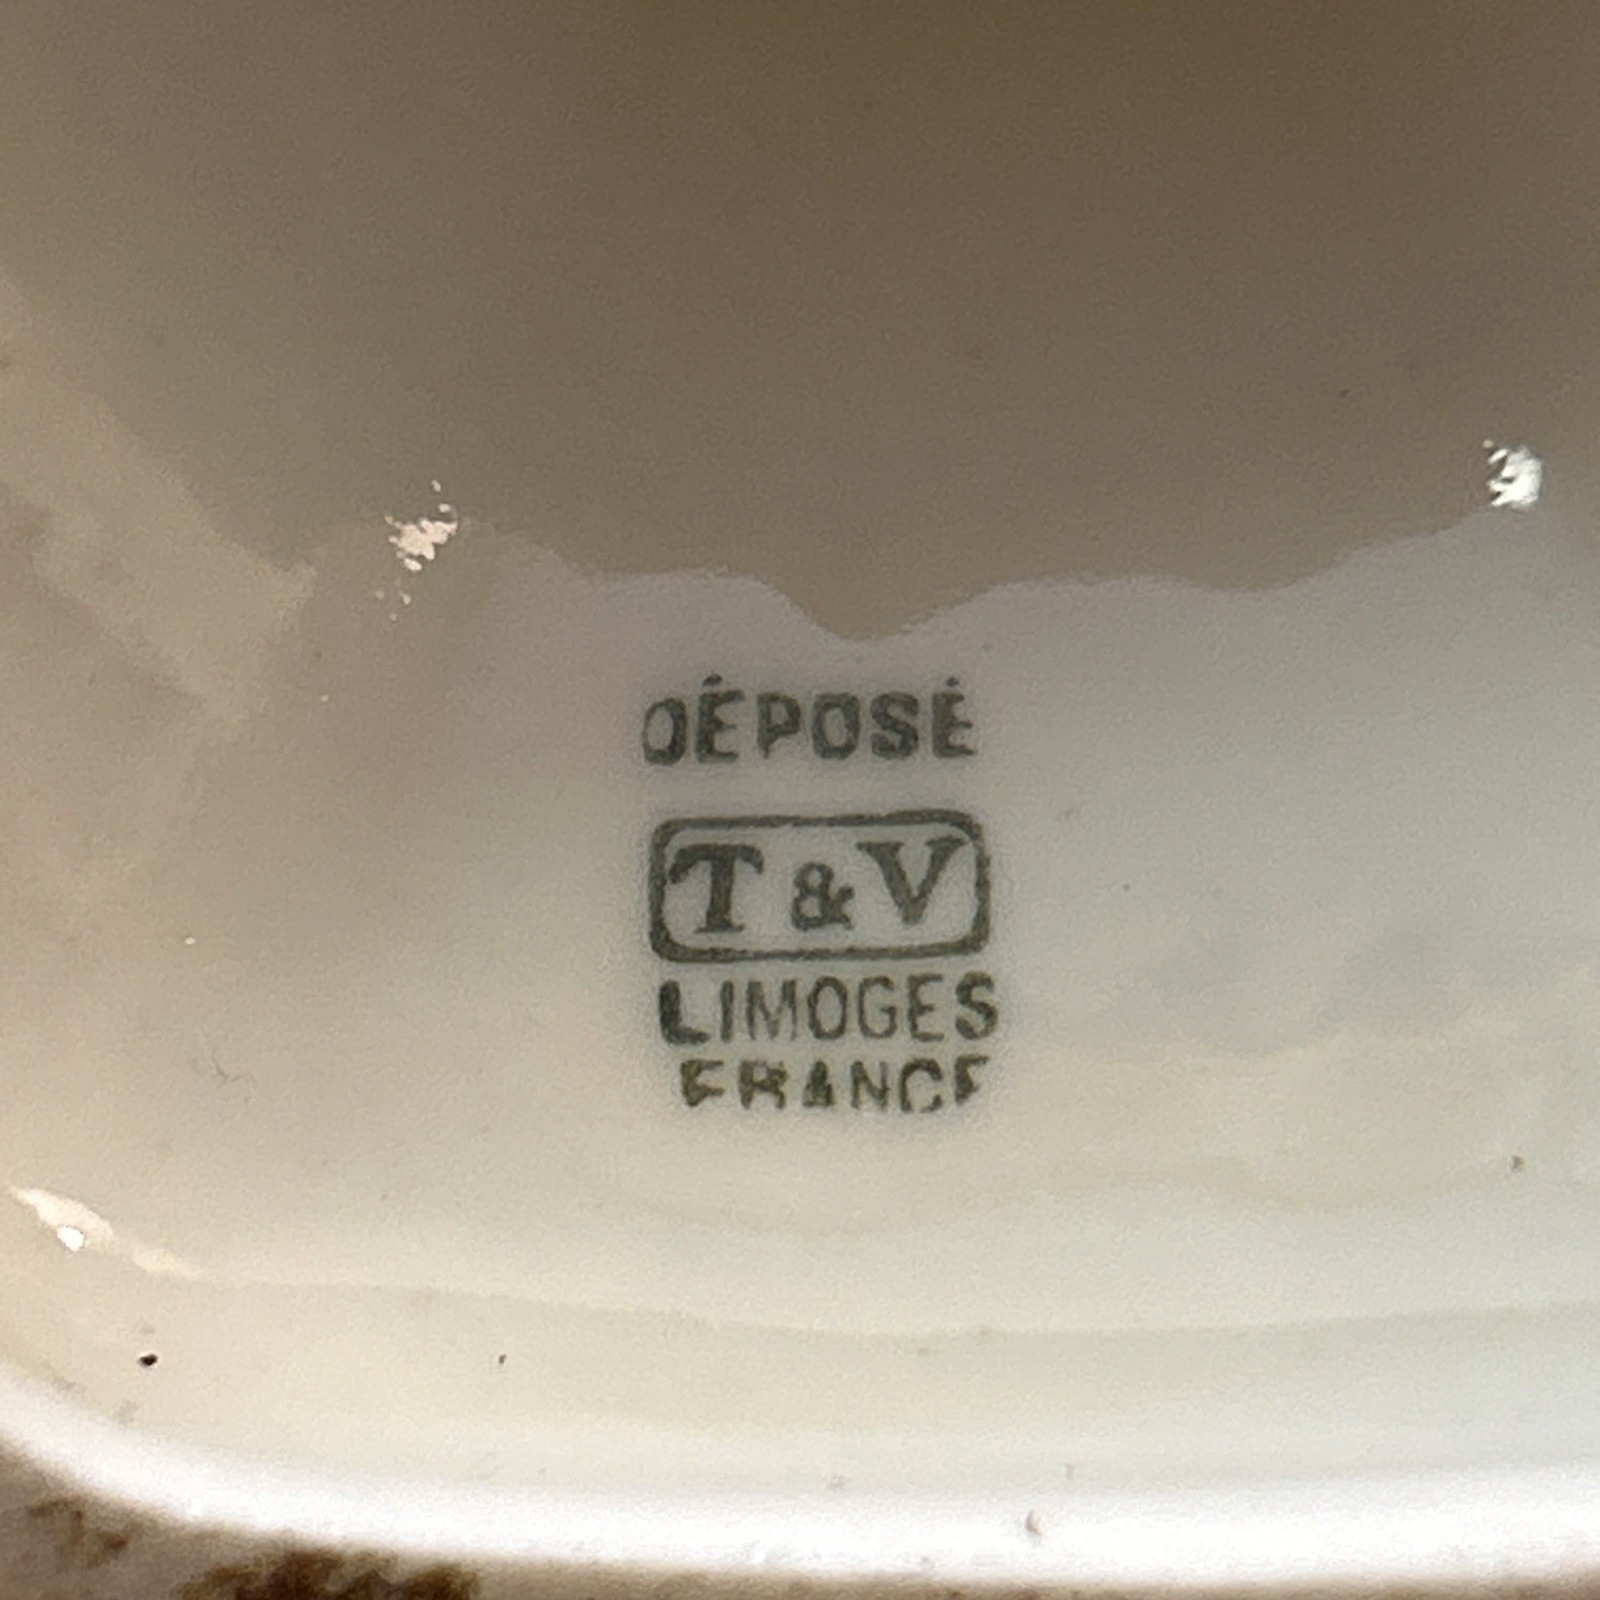 DÉPOSÉ
T & V
LIMOGES
FRANCE